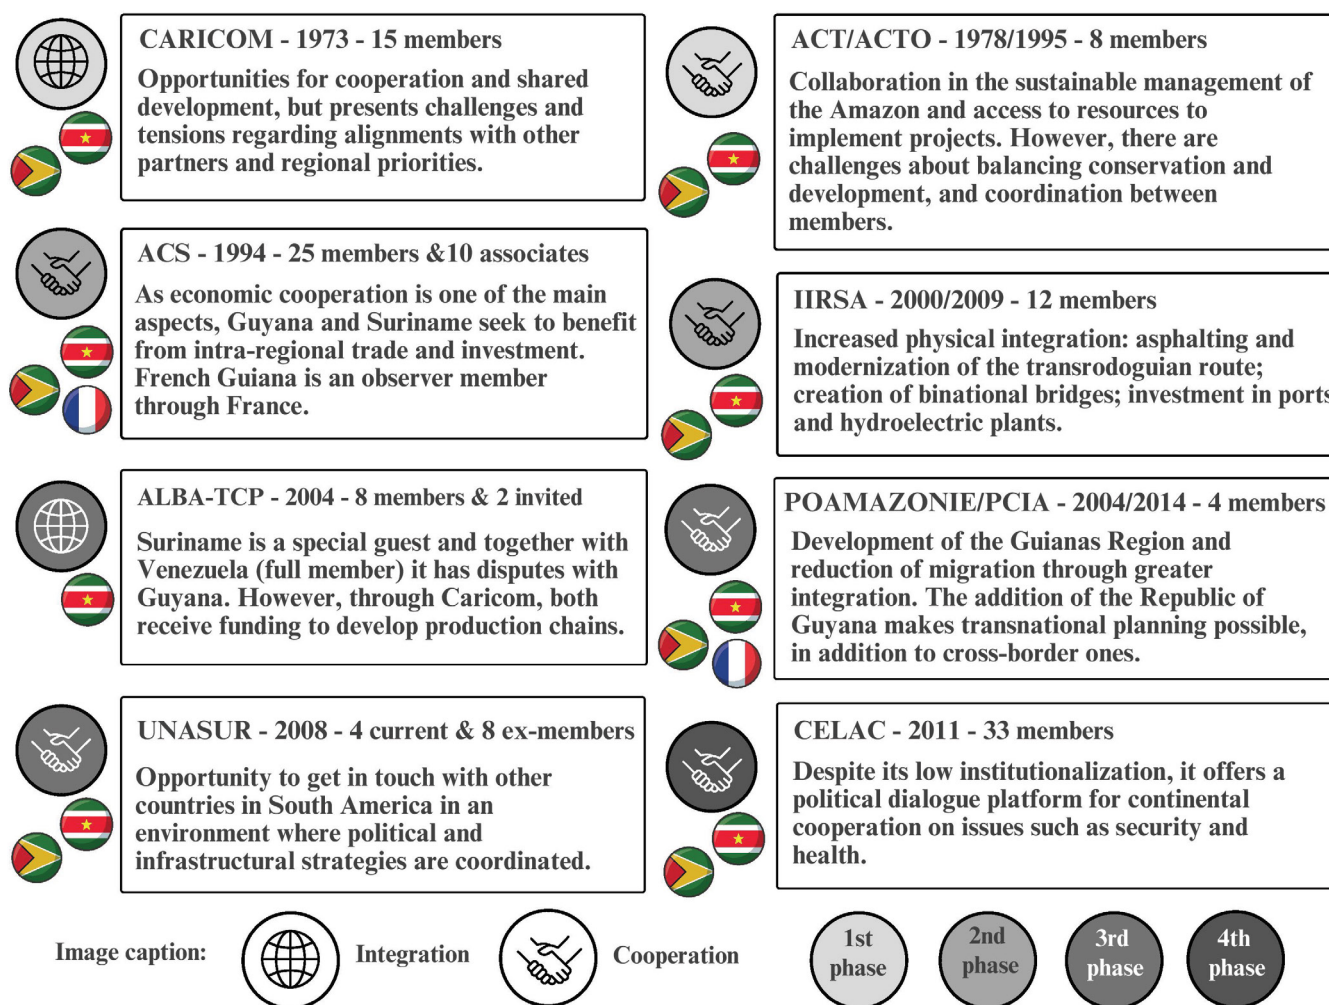 CARICOM - 1973 - 15 members
Opportunities for cooperation and shared
development, but presents challenges and
tensions regarding alignments with other
partners and regional priorities.
ACT/ACTO - 1978/1995 - 8 members
Collaboration in the sustainable management of
the Amazon and access to resources to
implement projects. However, there are
challenges about balancing conservation and
development, and coordination between
members.
ACS - 1994 - 25 members &10 associates
As economic cooperation is one of the main
aspects, Guyana and Suriname seek to benefit
from intra-regional trade and investment.
French Guiana is an observer member
through France.
IIRSA - 2000/2009 - 12 members
Increased physical integration: asphalting and
modernization of the transrodoguian route;
creation of binational bridges; investment in ports
and hydroelectric plants.
ALBA-TCP - 2004 - 8 members & 2 invited
Suriname is a special guest and together with
Venezuela (full member) it has disputes with
Guyana. However, through Caricom, both
receive funding to develop production chains.
POAMAZONIE/PCIA - 2004/2014 - 4 members
Development of the Guianas Region and
reduction of migration through greater
integration. The addition of the Republic of
Guyana makes transnational planning possible,
in addition to cross-border ones.
UNASUR - 2008 - 4 current & 8 ex-members
Opportunity to get in touch with other
countries in South America in an
environment where political and
infrastructural strategies are coordinated.
CELAC - 2011 - 33 members
Despite its low institutionalization, it offers a
political dialogue platform for continental
cooperation on issues such as security and
health.
Image caption:
Integration
Cooperation
1st
phase
2nd
phase
3rd
phase
4th
phase